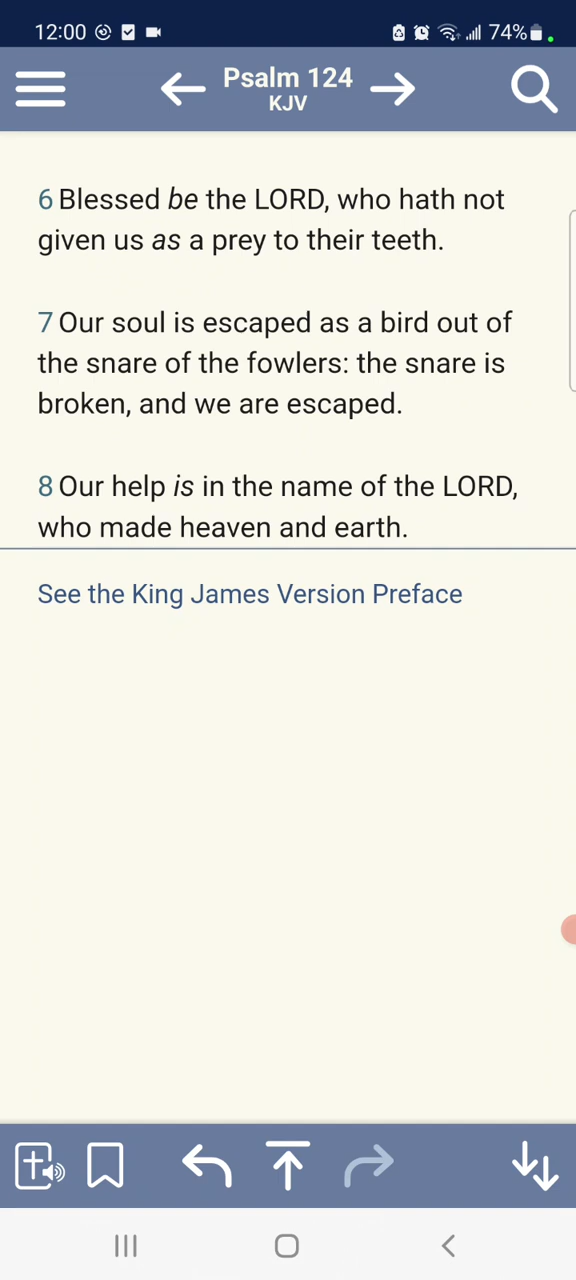 12:00 74%
Psalm 124
KJV
6 Blessed be the LORD, who hath not
given us as a prey to their teeth.
7 Our soul is escaped as a bird out of
the snare of the fowlers: the snare is
broken, and we are escaped.
8 Our help is in the name of the LORD,
who made heaven and earth.
See the King James Version Preface